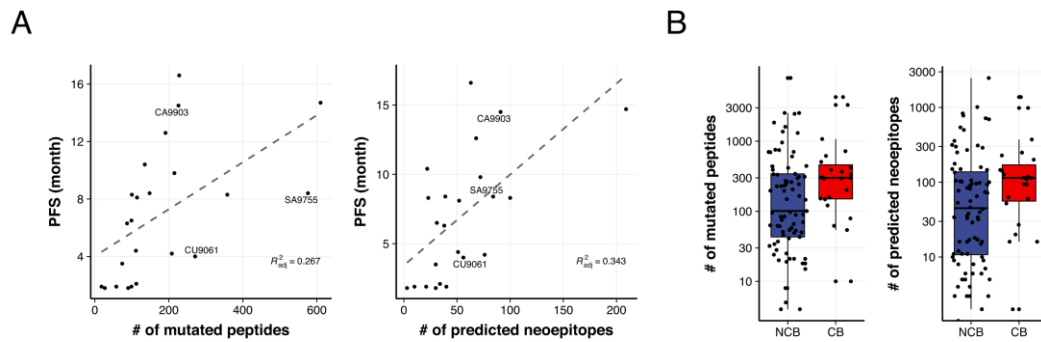 A
PFS (month)
16
12
8
4
CA9903
SA9755
CU9061
R²adj = 0.267
0
200
400
600
# of mutated peptides
PFS (month)
15
10
5
CA9903
SA9755
CU9061
R²adj = 0.343
0
50
100
150
200
# of predicted neoepitopes
B
# of mutated peptides
3000
1000
300
100
30
10
NCB
CB
# of predicted neoepitopes
3000
1000
300
100
30
10
NCB
CB